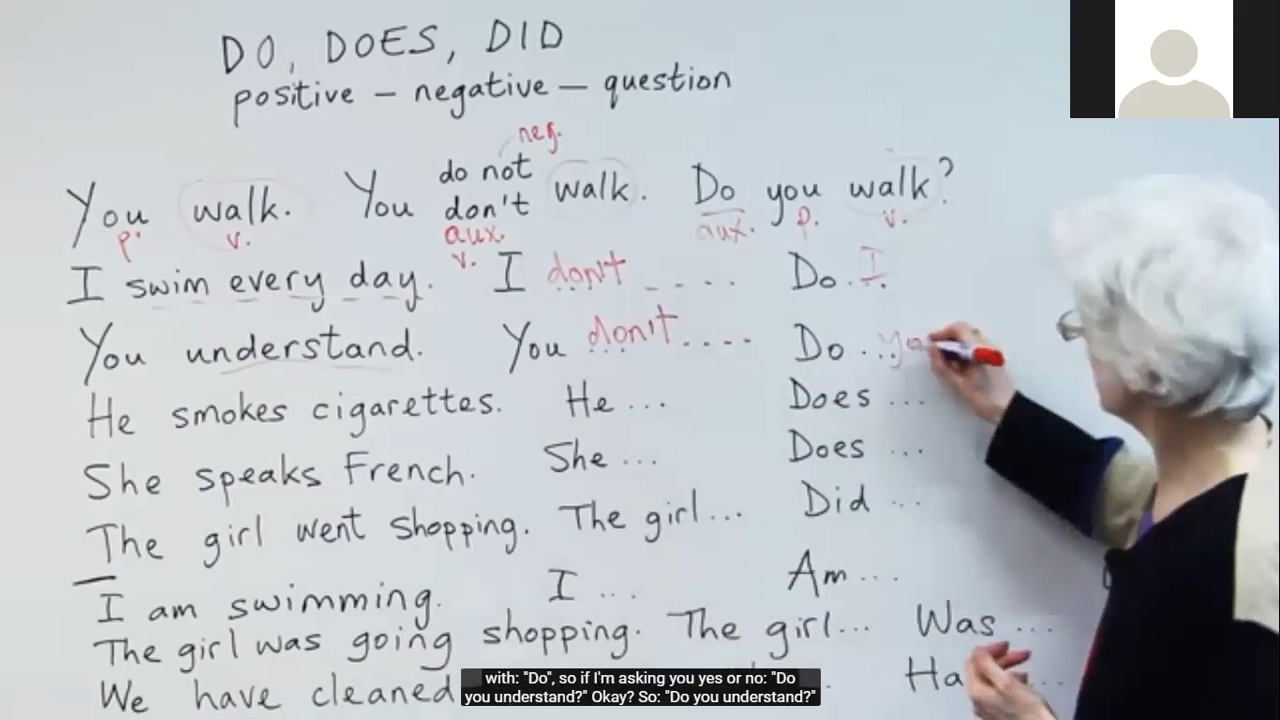 DO, DOES, DID
positive – negative – question
neg.
You walk. You do not walk. Do you walk?
don't
p. v. aux. v. aux. p. v.
I swim every day. I don't .... Do.. I
You understand. You don't .... Do ... yo
He smokes cigarettes. He ... Does ...
She speaks French. She ... Does ...
The girl went shopping. The girl ... Did ...
I am swimming. I ... Am ...
The girl was going shopping. The girl... Was ...
We have cleaned
with: "Do", so if I'm asking you yes or no: "Do
you understand?" Okay? So: "Do you understand?"